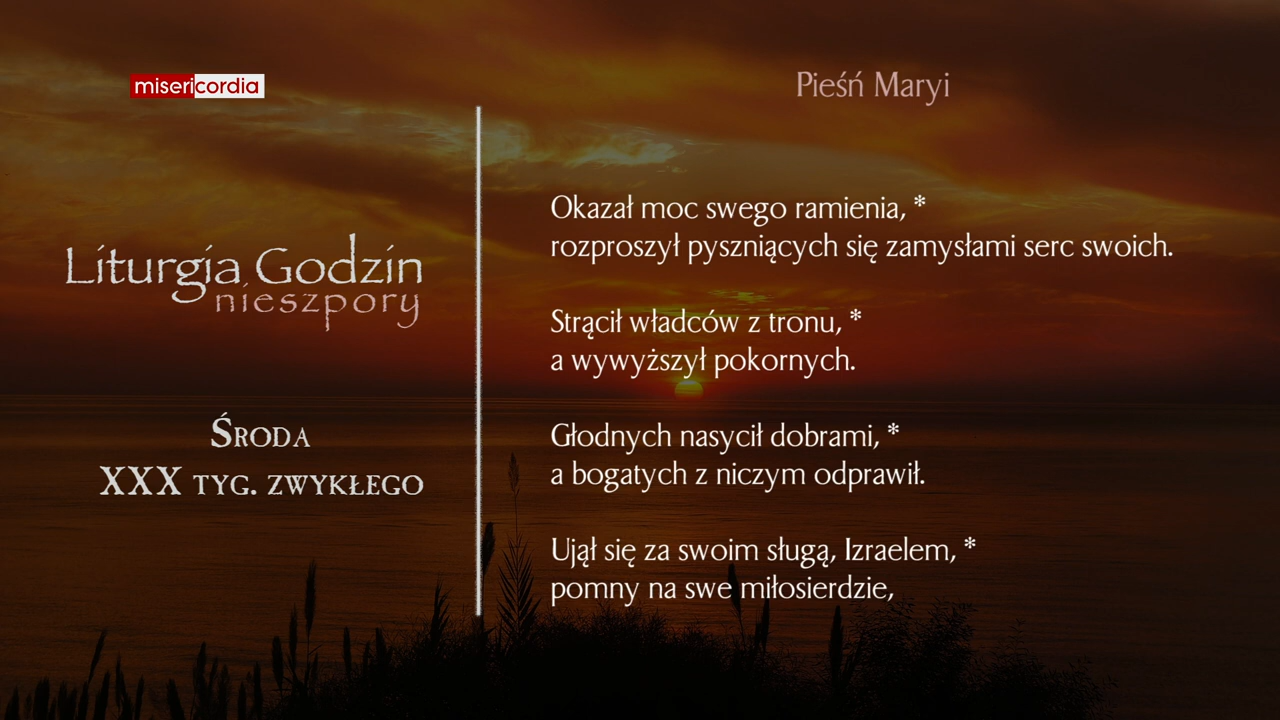 misericordia
Liturgia Godzin
nieszpory
Środa
XXX tyg. zwykłego
Pieśń Maryi
Okazał moc swego ramienia, *
rozproszył pyszniących się zamysłami serc swoich.
Strącił władców z tronu, *
a wywyższył pokornych.
Głodnych nasycił dobrami, *
a bogatych z niczym odprawił.
Ujął się za swoim sługą, Izraelem, *
pomny na swe miłosierdzie,